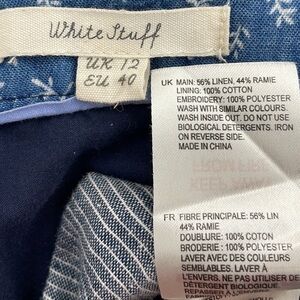 White Stuff
UK 12
EU 40
UK MAIN: 56% LINEN, 44% RAMIE
LINING: 100% COTTON
EMBROIDERY: 100% POLYESTER
WASH WITH SIMILAR COLOURS.
WASH INSIDE OUT. DO NOT USE
BIOLOGICAL DETERGENTS. IRON
ON REVERSE SIDE.
MADE IN CHINA
FR FIBRE PRINCIPALE: 56% LIN
44% RAMIE
DOUBLURE: 100% COTON
BRODERIE : 100% POLYESTER
LAVER AVEC DES COULEURS
SEMBLABLES. LAVER À
L'ENVERS. NE PAS UTILISER DE
DÉTERGENT BIOLOGIQUE.
REPASSER À L'ENVERS